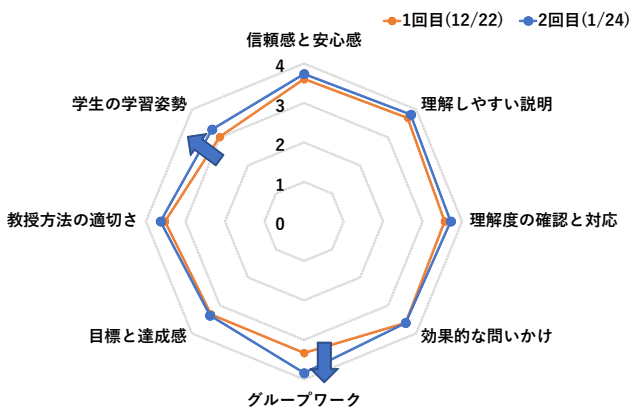 1回目(12/22) 2回目(1/24)
信頼感と安心感
4
学生の学習姿勢
理解しやすい説明
3
2
1
教授方法の適切さ
0
理解度の確認と対応
目標と達成感
効果的な問いかけ
グループワーク